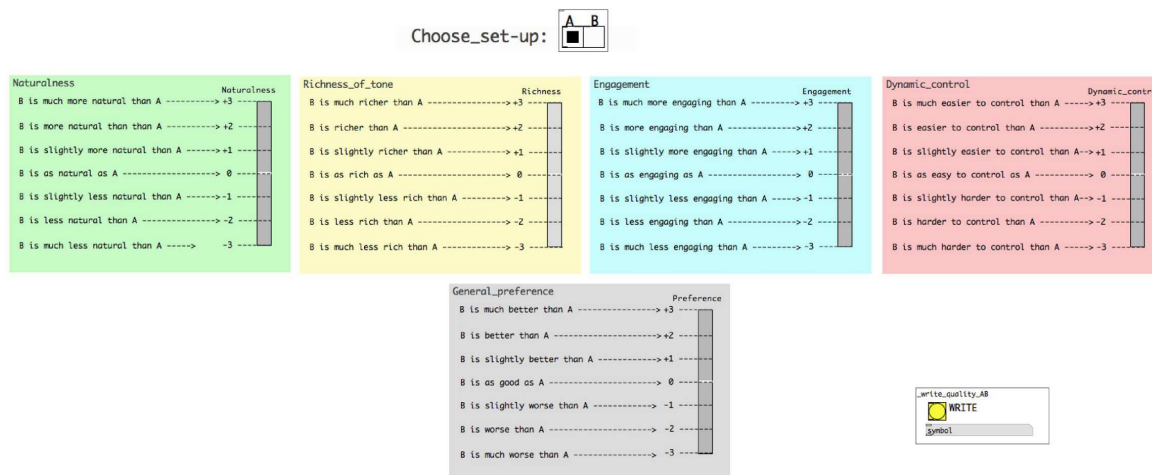 A B
Choose_set-up:
Naturalness
Naturalness
B is much more natural than A ----------> +3
B is more natural than than A ----------> +2
B is slightly more natural than A -------> +1
B is as natural as A ------------------> 0
B is slightly less natural than A -------> -1
B is less natural than A ---------------> -2
B is much less natural than A -----> -3
Richness_of_tone
Richness
B is much richer than A ---------------> +3
B is richer than A --------------------> +2
B is slightly richer than A ------------> +1
B is as rich as A ---------------------> 0
B is slightly less rich than A ---------> -1
B is less rich than A -----------------> -2
B is much less rich than A ------------> -3
Engagement
Engagement
B is much more engaging than A --------> +3
B is more engaging than A -------------> +2
B is slightly more engaging than A -----> +1
B is as engaging as A -----------------> 0
B is slightly less engaging than A -----> -1
B is less engaging than A -------------> -2
B is much less engaging than A --------> -3
Dynamic_control
B is much easier to control than A -----> +3
B is easier to control than A ----------> +2
B is slightly easier to control than A--> +1
B is as easy to control as A -----------> 0
B is slightly harder to control than A --> -1
B is harder to control than A ----------> -2
B is much harder to control than A ----> -3
General_preference
Preference
B is much better than A ---------------> +3
B is better than A --------------------> +2
B is slightly better than A ------------> +1
B is as good as A ---------------------> 0
B is slightly worse than A ------------> -1
B is worse than A ---------------------> -2
B is much worse than A ---------------> -3
_write_quality_AB
WRITE
symbol